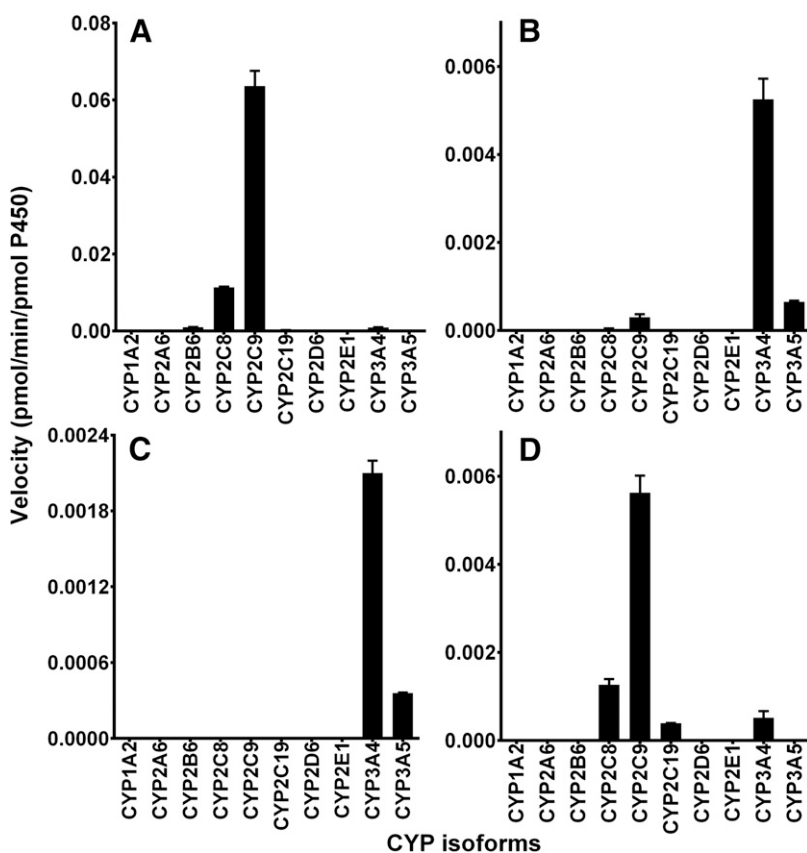 Velocity (pmol/min/pmol P450)
A
0.08
0.06
0.04
0.02
0.00
CYP1A2
CYP2A6
CYP2B6
CYP2C8
CYP2C9
CYP2C19
CYP2D6
CYP2E1
CYP3A4
CYP3A5
B
0.006
0.004
0.002
0.000
CYP1A2
CYP2A6
CYP2B6
CYP2C8
CYP2C9
CYP2C19
CYP2D6
CYP2E1
CYP3A4
CYP3A5
C
0.0024
0.0018
0.0012
0.0006
0.0000
CYP1A2
CYP2A6
CYP2B6
CYP2C8
CYP2C9
CYP2C19
CYP2D6
CYP2E1
CYP3A4
CYP3A5
D
0.006
0.004
0.002
0.000
CYP1A2
CYP2A6
CYP2B6
CYP2C8
CYP2C9
CYP2C19
CYP2D6
CYP2E1
CYP3A4
CYP3A5
CYP isoforms